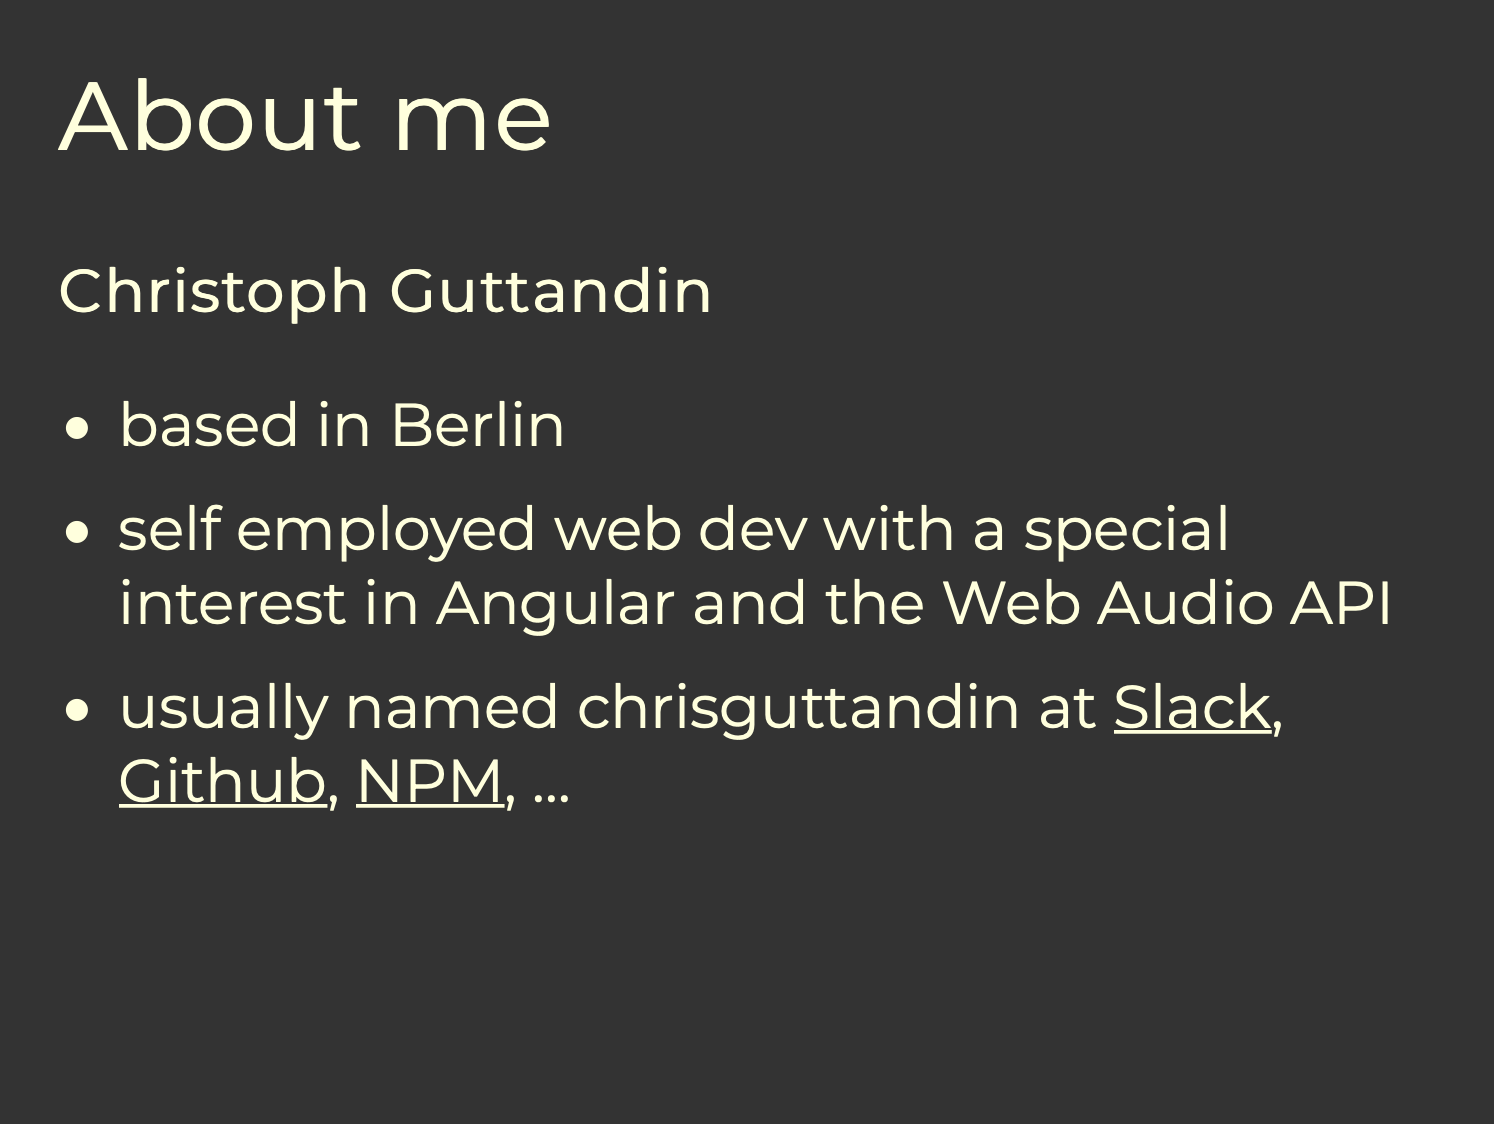 About me
Christoph Guttandin
• based in Berlin
• self employed web dev with a special
interest in Angular and the Web Audio API
• usually named chrisguttandin at Slack,
Github, NPM, ...